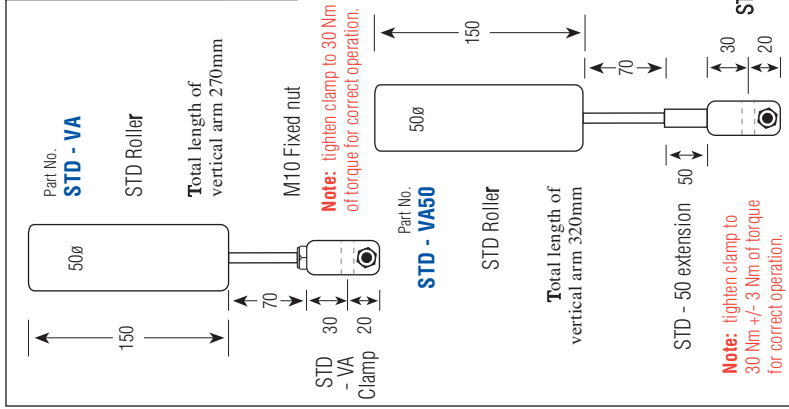 Part No.
STD - VA
STD Roller
Total length of
vertical arm 270mm
M10 Fixed nut
Note: tighten clamp to 30 Nm
of torque for correct operation.
50ø
150
70
30
20
STD
- VA
Clamp
Part No.
STD - VA50
STD Roller
Total length of
vertical arm 320mm
STD - 50 extension
Note: tighten clamp to
30 Nm +/- 3 Nm of torque
for correct operation.
50ø
150
70
50
30
20